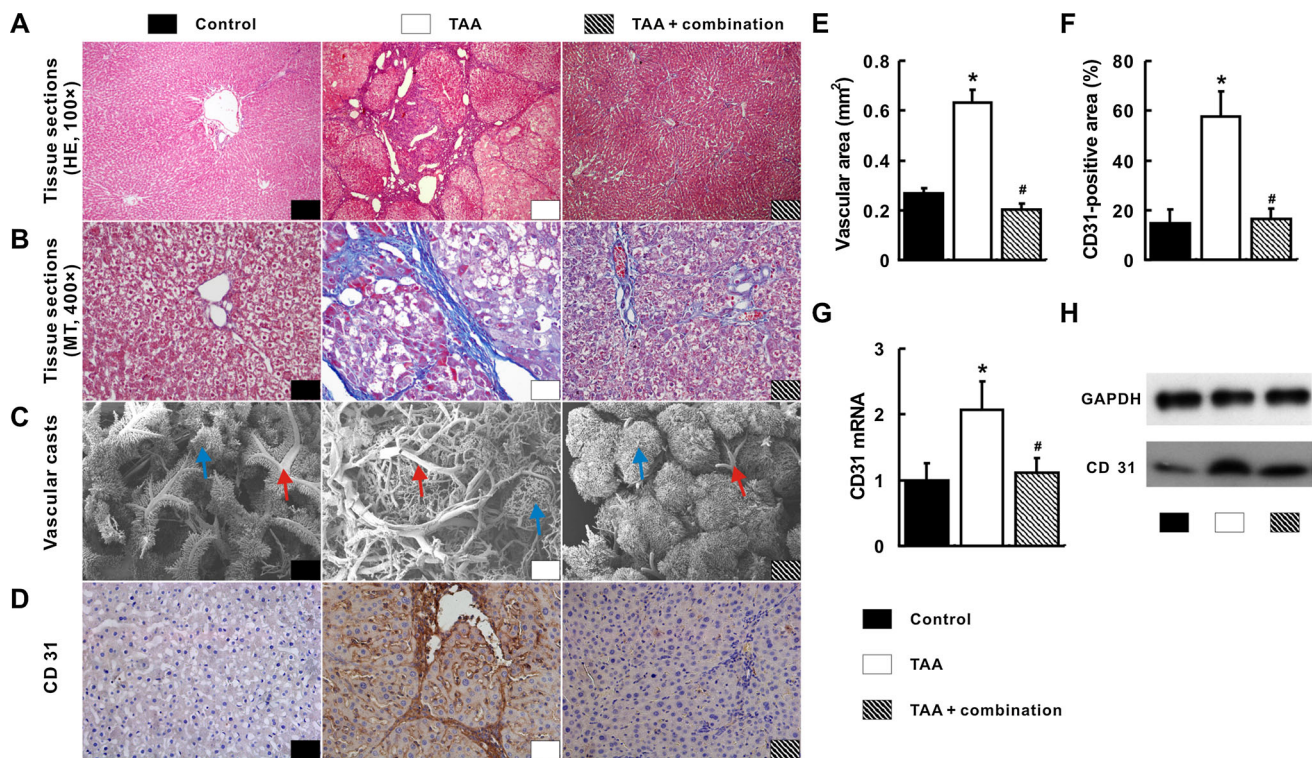 A
Control
TAA
TAA + combination
Tissue sections
(HE, 100×)
B
Tissue sections
(MT, 400×)
C
Vascular casts
D
CD 31
E
Vascular area (mm²)
0.8
0.6
0.4
0.2
0
*
#
F
CD31-positive area (%)
80
60
40
20
0
*
#
G
CD31 mRNA
3
2
1
0
*
#
H
GAPDH
CD 31
Control
TAA
TAA + combination